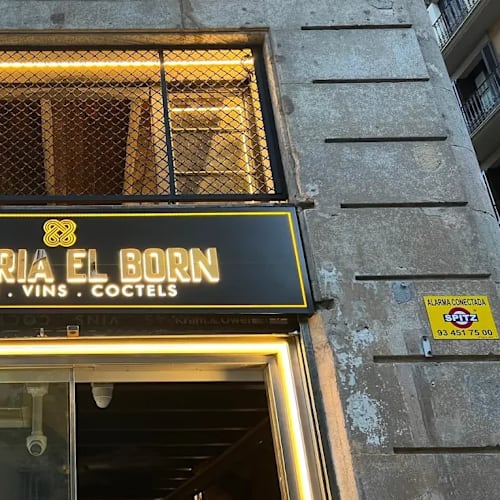 RIA EL BORN
. VINS . COCTELS
ALARMA CONECTADA
SPITZ
93 451 75 00